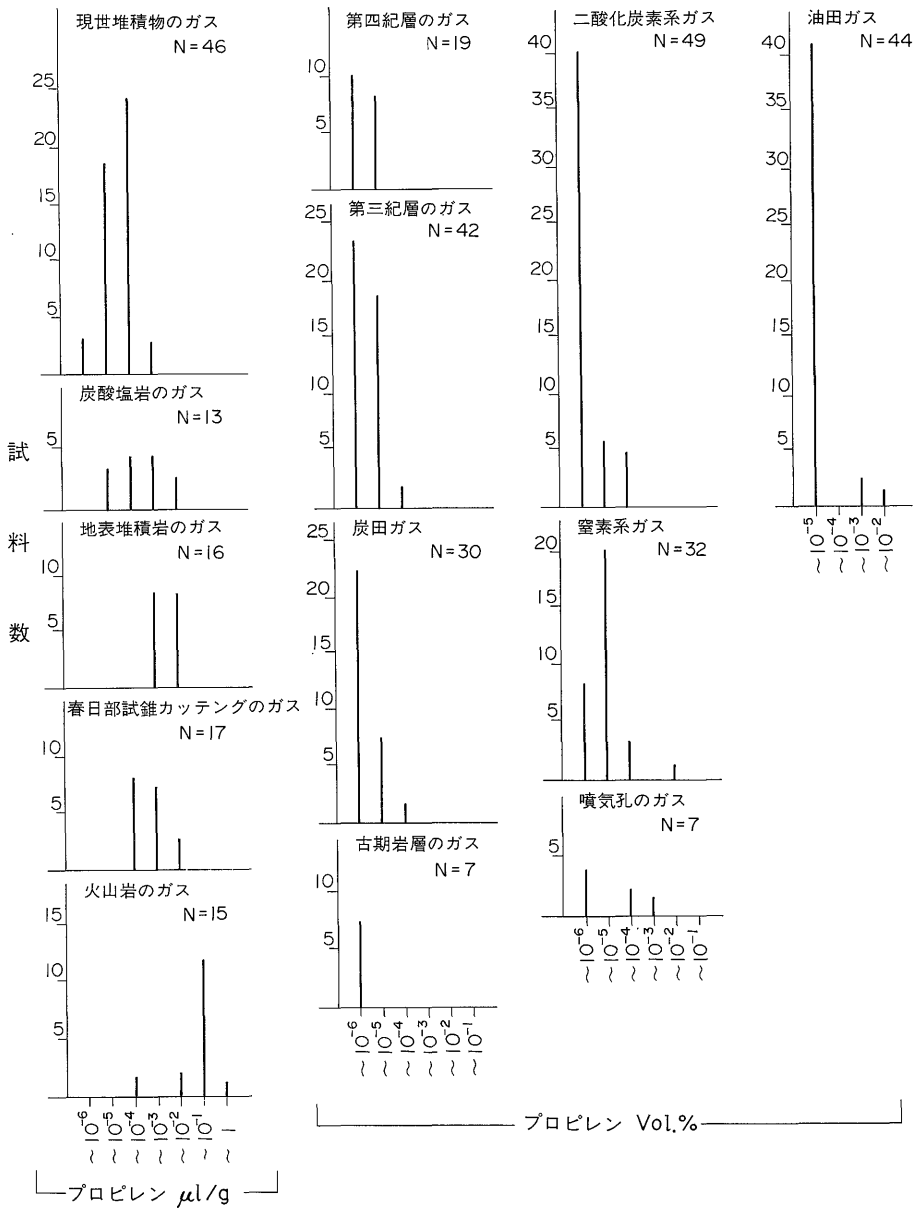 現世堆積物のガス
N=46
25
20
15
10
5
炭酸塩岩のガス
N=13
5
地表堆積岩のガス
N=16
10
5
春日部試錐カッテングのガス
N=17
10
5
火山岩のガス
N=15
15
10
5
~10⁻⁶
~10⁻⁵
~10⁻⁴
~10⁻³
~10⁻²
~10⁻¹
~1
プロピレン μl/g
試料数
第四紀層のガス
N=19
10
5
第三紀層のガス
N=42
25
20
15
10
5
炭田ガス
N=30
25
20
15
10
5
古期岩層のガス
N=7
10
5
~10⁻⁶
~10⁻⁵
~10⁻⁴
~10⁻³
~10⁻²
~10⁻¹
二酸化炭素系ガス
N=49
40
35
30
25
20
15
10
5
窒素系ガス
N=32
20
15
10
5
噴気孔のガス
N=7
5
~10⁻⁶
~10⁻⁵
~10⁻⁴
~10⁻³
~10⁻²
~10⁻¹
油田ガス
N=44
40
35
30
25
20
15
10
5
~10⁻⁵
~10⁻⁴
~10⁻³
~10⁻²
プロピレン Vol.%